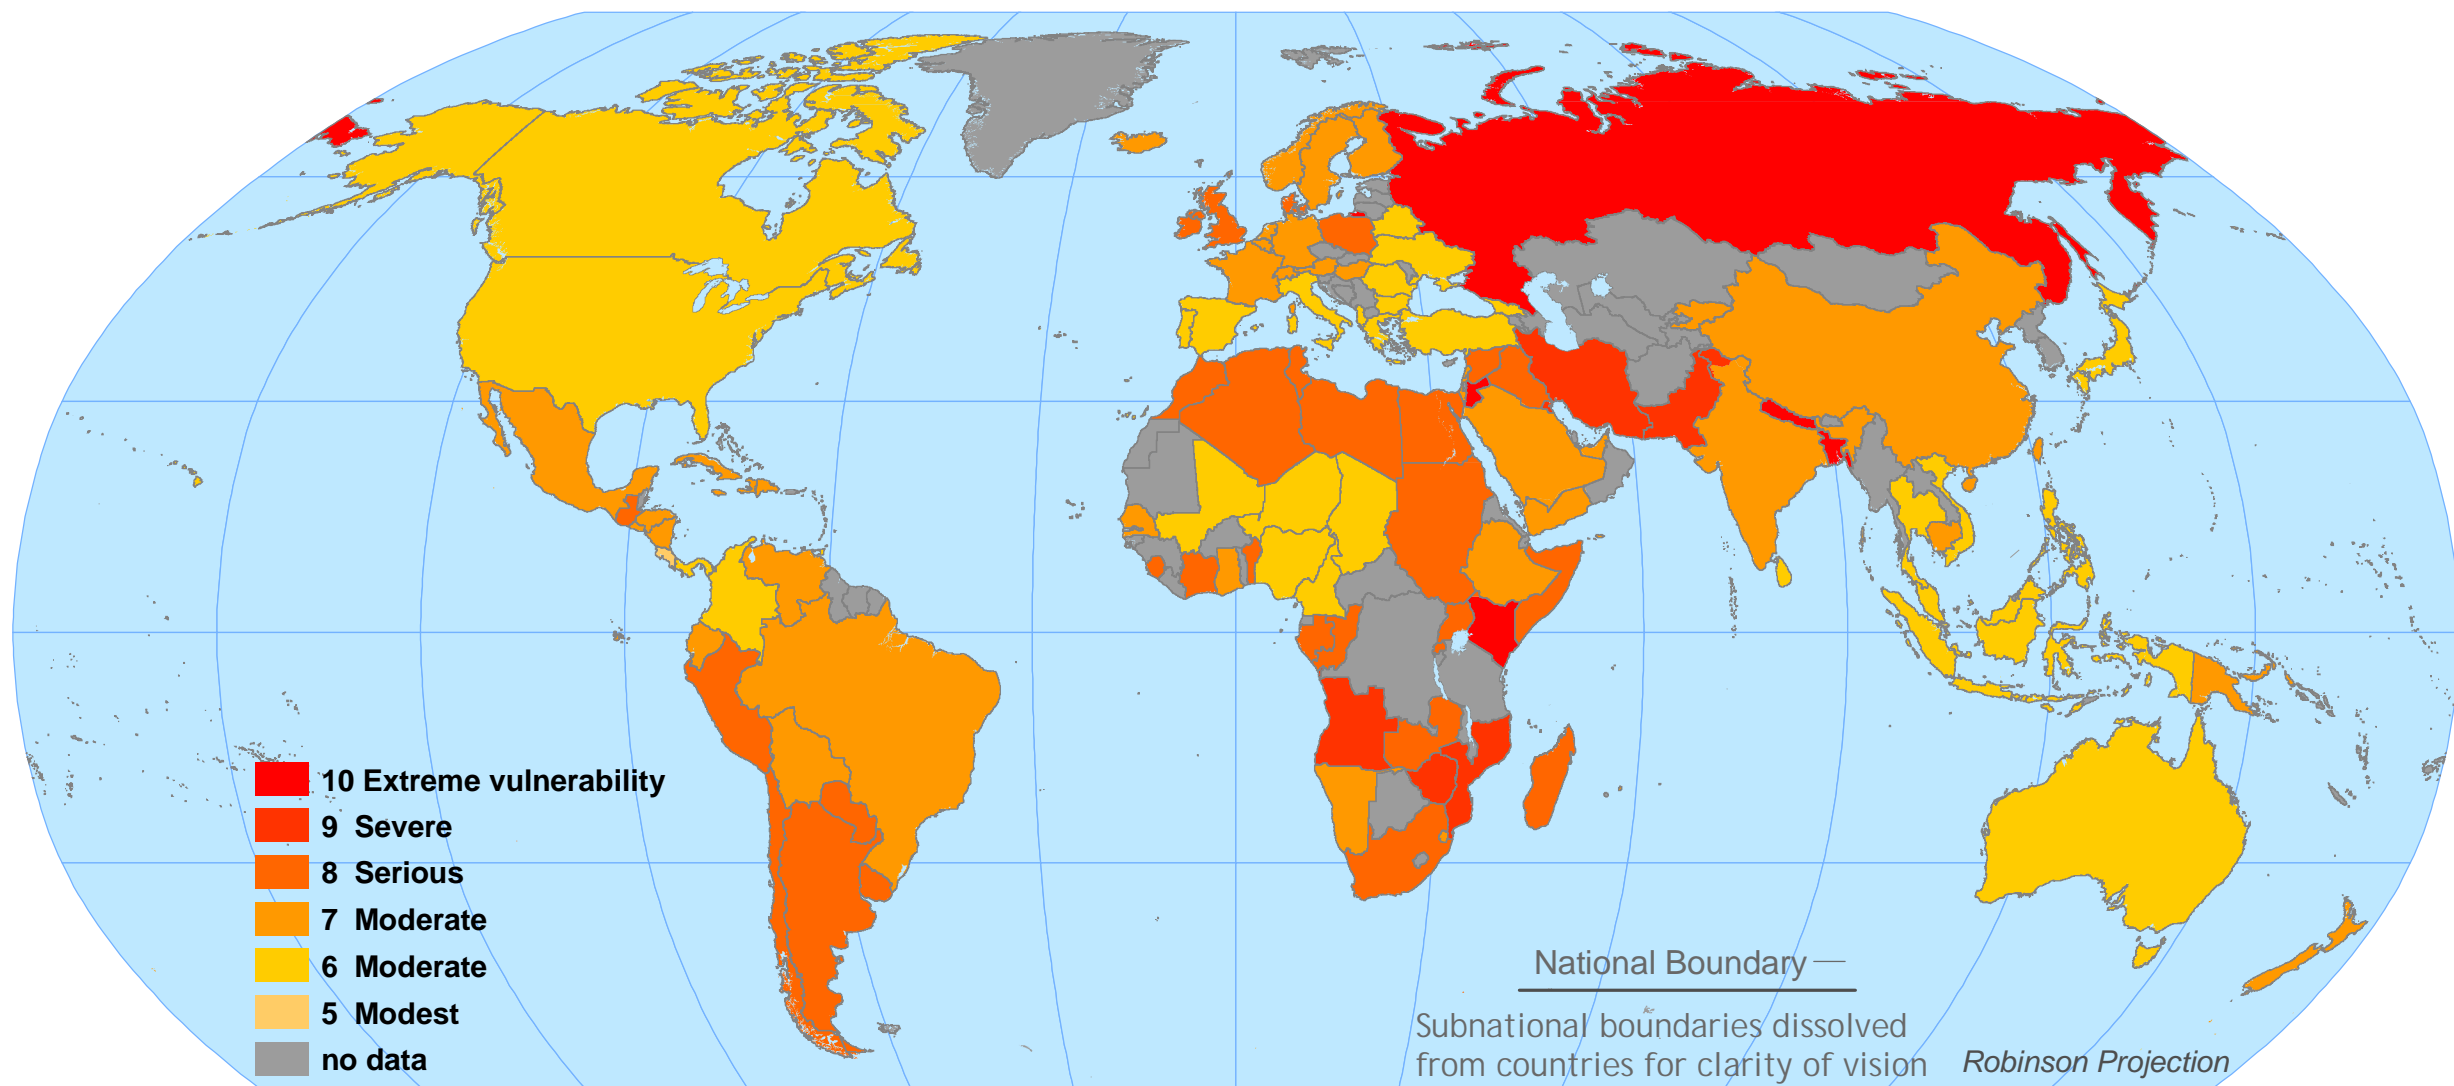 10 Extreme vulnerability
9 Severe
8 Serious
7 Moderate
6 Moderate
5 Modest
no data
National Boundary
Subnational boundaries dissolved
from countries for clarity of vision
Robinson Projection